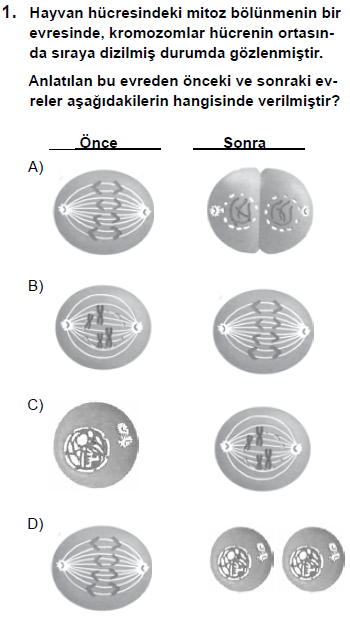 1. Hayvan hücresindeki mitoz bölünmenin bir
evresinde, kromozomlar hücrenin ortasın-
da sıraya dizilmiş durumda gözlenmiştir.
Anlatılan bu evreden önceki ve sonraki ev-
reler aşağıdakilerin hangisinde verilmiştir?
Önce Sonra
A)
B)
C)
D)